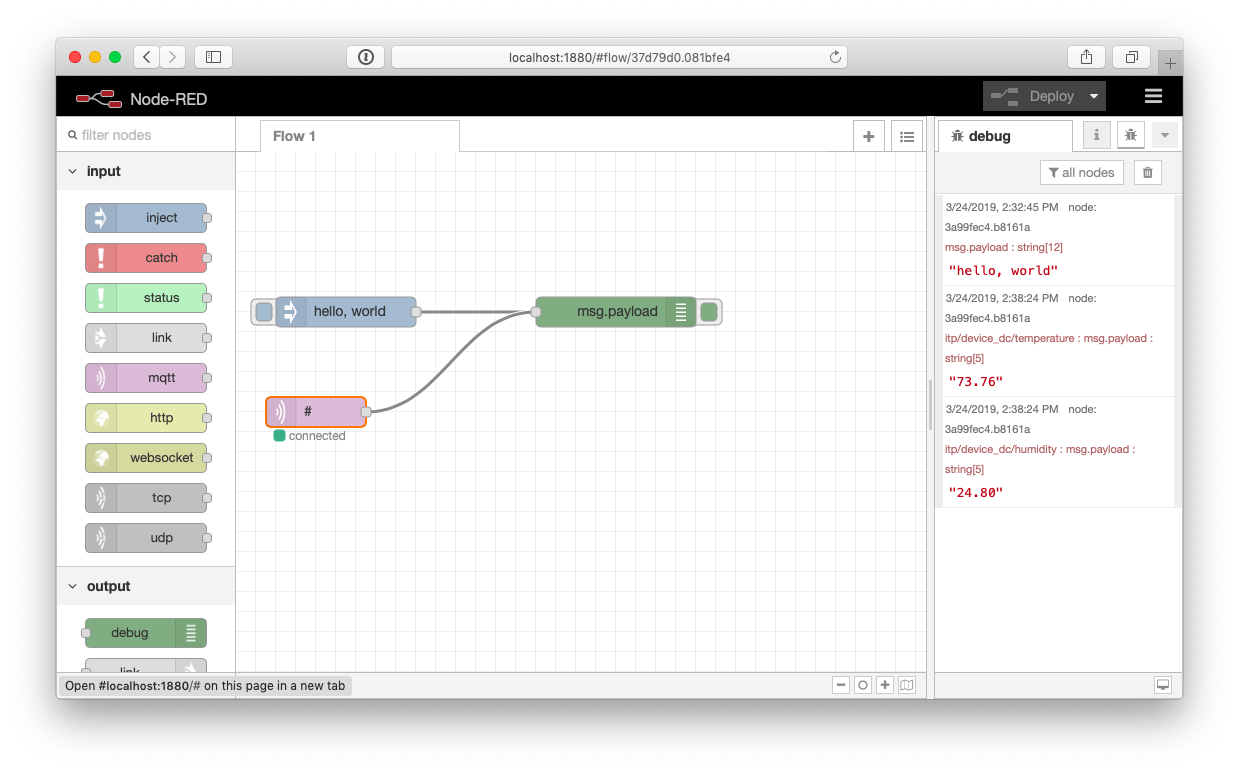 localhost:1880/#flow/37d79d0.081bfe4
Node-RED
Deploy
filter nodes
Flow 1
debug
all nodes
input
inject
catch
status
link
mqtt
http
websocket
tcp
udp
output
debug
link
hello, world
msg.payload
#
connected
3/24/2019, 2:32:45 PM node:
3a99fec4.b8161a
msg.payload : string[12]
"hello, world"
3/24/2019, 2:38:24 PM node:
3a99fec4.b8161a
itp/device_dc/temperature : msg.payload :
string[5]
"73.76"
3/24/2019, 2:38:24 PM node:
3a99fec4.b8161a
itp/device_dc/humidity : msg.payload :
string[5]
"24.80"
Open #localhost:1880/# on this page in a new tab